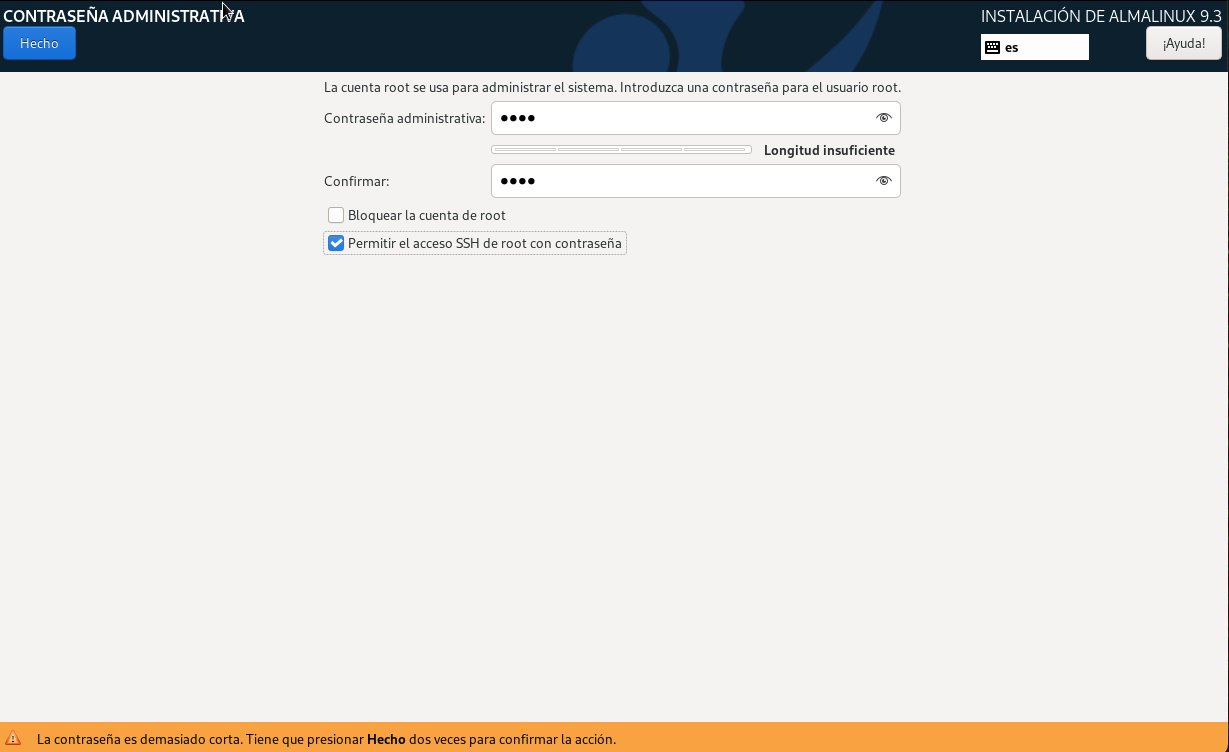 CONTRASEÑA ADMINISTRATIVA
INSTALACIÓN DE ALMALINUX 9.3
Hecho
es
¡Ayuda!
La cuenta root se usa para administrar el sistema. Introduzca una contraseña para el usuario root.
Contraseña administrativa: ●●●●
Longitud insuficiente
Confirmar: ●●●●
Bloquear la cuenta de root
Permitir el acceso SSH de root con contraseña
La contraseña es demasiado corta. Tiene que presionar Hecho dos veces para confirmar la acción.